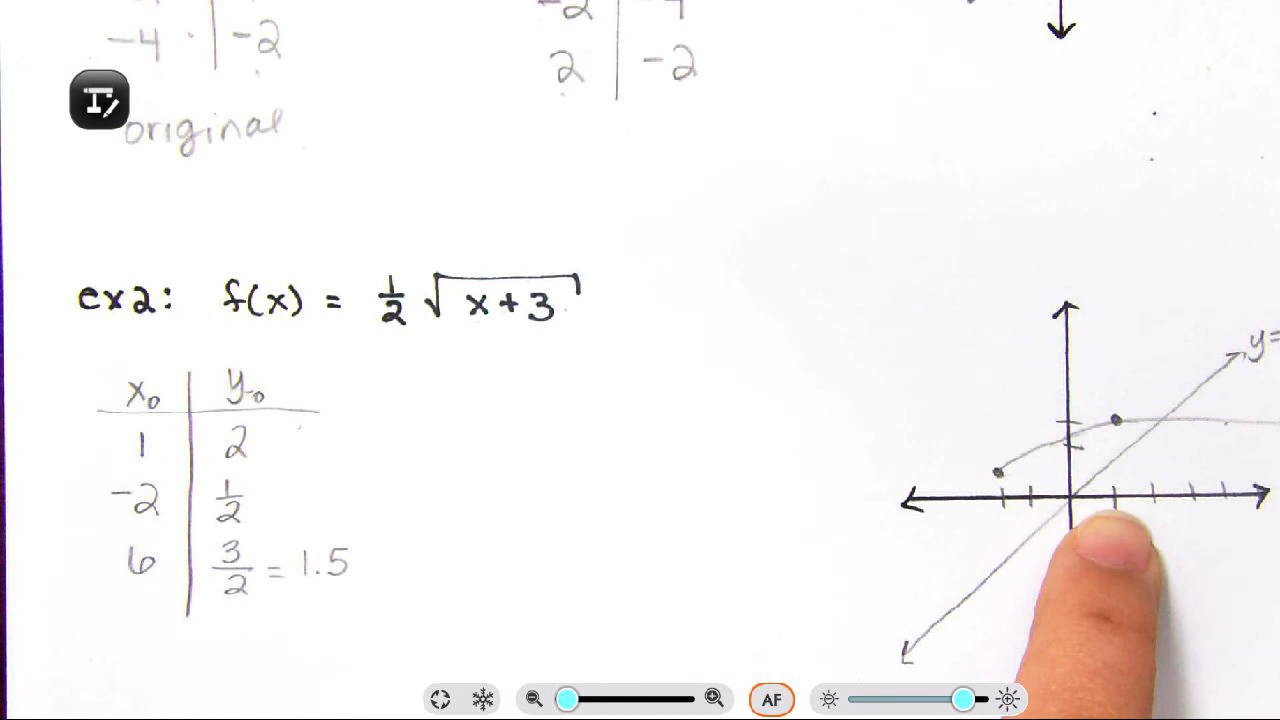 -4 | -2
-2 | -4
2 | -2
original
ex2: f(x) = 1/2 √x+3
x₀ | y₀
1 | 2
-2 | 1/2
6 | 3/2 = 1.5
y=
AF